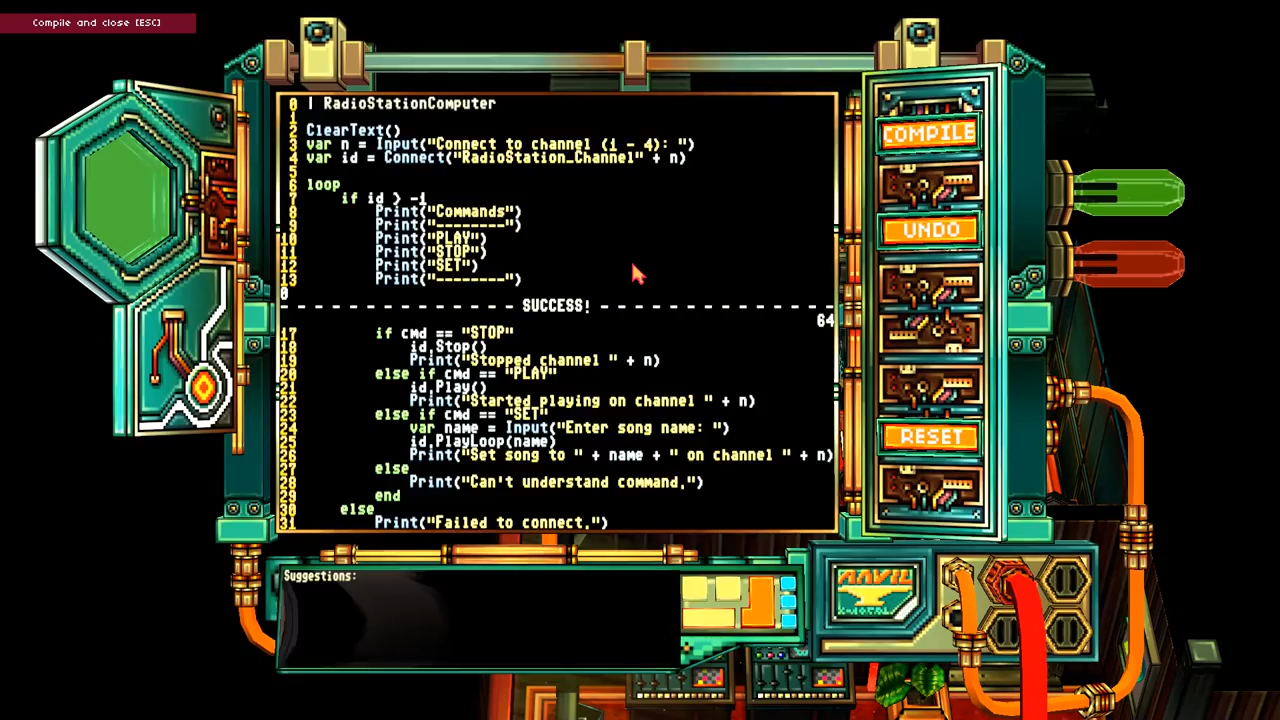 Compile and close [ESC]
0 | RadioStationComputer
1
2 ClearText()
3 var n = Input("Connect to channel (1 - 4): ")
4 var id = Connect("RadioStation_Channel" + n)
5
6 loop
7 if id > -1
8 Print("Commands")
9 Print("--------")
10 Print("PLAY")
11 Print("STOP")
12 Print("SET")
13 Print("--------")
0
- - - - - - - - - - - - - - SUCCESS! - - - - - - - - - - - - - -
64
17 if cmd == "STOP"
18 id.Stop()
19 Print("Stopped channel " + n)
20 else if cmd == "PLAY"
21 id.Play()
22 Print("Started playing on channel " + n)
23 else if cmd == "SET"
24 var name = Input("Enter song name: ")
25 id.PlayLoop(name)
26 Print("Set song to " + name + " on channel " + n)
27 else
28 Print("Can't understand command.")
29 end
30 else
31 Print("Failed to connect.")
COMPILE
UNDO
RESET
Suggestions:
ANVIL